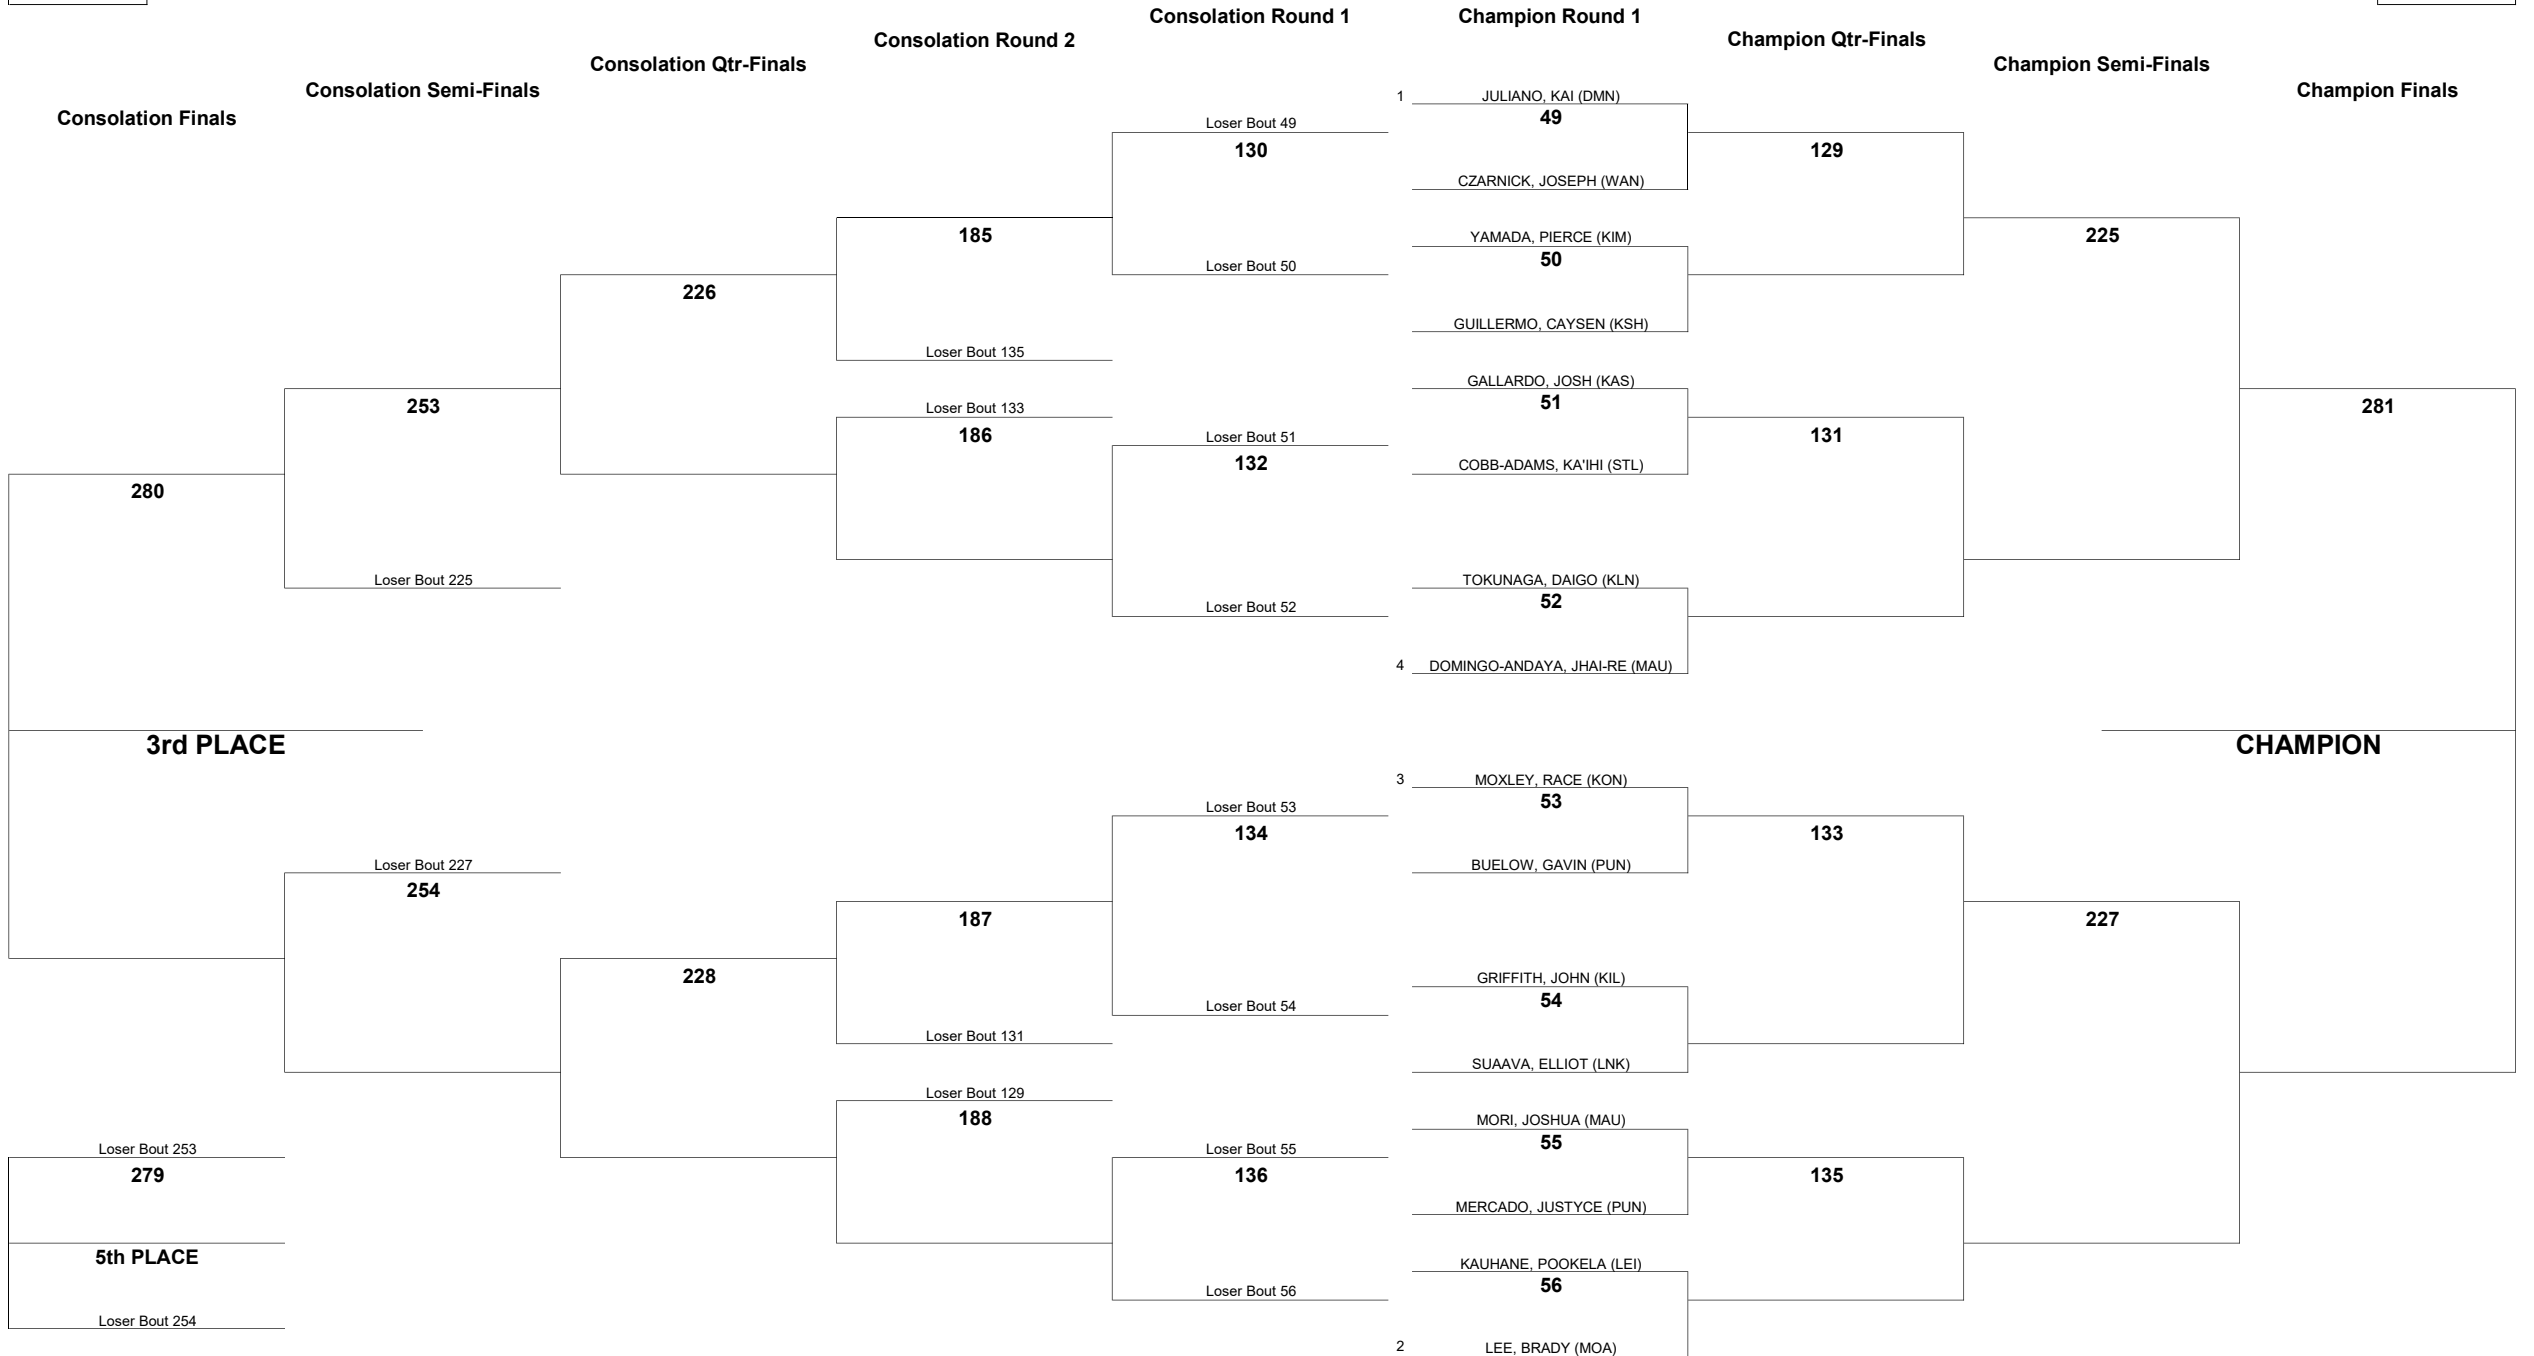 Consolation Round 1
Champion Round 1
Consolation Round 2
Champion Qtr-Finals
Consolation Qtr-Finals
Champion Semi-Finals
Consolation Semi-Finals
Champion Finals
Consolation Finals
1 JULIANO, KAI (DMN)
49
Loser Bout 49
130
129
CZARNICK, JOSEPH (WAN)
YAMADA, PIERCE (KIM)
185
225
50
Loser Bout 50
226
GUILLERMO, CAYSEN (KSH)
Loser Bout 135
GALLARDO, JOSH (KAS)
253
Loser Bout 133
51
281
186
Loser Bout 51
131
132
COBB-ADAMS, KA'IHI (STL)
280
Loser Bout 225
TOKUNAGA, DAIGO (KLN)
52
Loser Bout 52
4 DOMINGO-ANDAYA, JHAI-RE (MAU)
3rd PLACE
CHAMPION
3 MOXLEY, RACE (KON)
53
Loser Bout 53
134
133
Loser Bout 227
BUELOW, GAVIN (PUN)
254
187
227
228
GRIFFITH, JOHN (KIL)
54
Loser Bout 54
Loser Bout 131
SUAAVA, ELLIOT (LNK)
Loser Bout 129
188
MORI, JOSHUA (MAU)
55
Loser Bout 253
Loser Bout 55
279
136
135
MERCADO, JUSTYCE (PUN)
5th PLACE
KAUHANE, POOKELA (LEI)
56
Loser Bout 56
Loser Bout 254
2 LEE, BRADY (MOA)